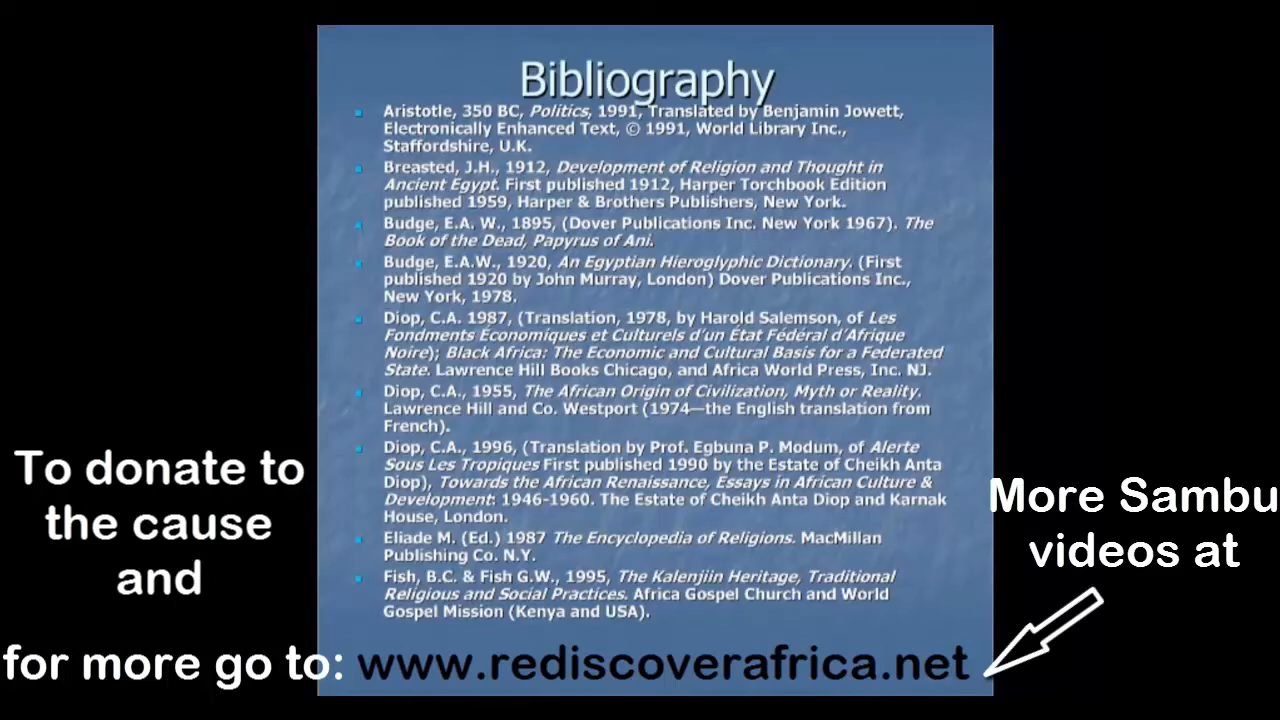 Bibliography
Aristotle, 350 BC, Politics, 1991, Translated by Benjamin Jowett,
Electronically Enhanced Text, © 1991, World Library Inc.,
Staffordshire, U.K.
Breasted, J.H., 1912, Development of Religion and Thought in
Ancient Egypt. First published 1912, Harper Torchbook Edition
published 1959, Harper & Brothers Publishers, New York.
Budge, E.A. W., 1895, (Dover Publications Inc. New York 1967). The
Book of the Dead, Papyrus of Ani.
Budge, E.A.W., 1920, An Egyptian Hieroglyphic Dictionary. (First
published 1920 by John Murray, London) Dover Publications Inc.,
New York, 1978.
Diop, C.A. 1987, (Translation, 1978, by Harold Salemson, of Les
Fondments Économiques et Culturels d'un État Fédéral d'Afrique
Noire); Black Africa: The Economic and Cultural Basis for a Federated
State. Lawrence Hill Books Chicago, and Africa World Press, Inc. NJ.
Diop, C.A., 1955, The African Origin of Civilization, Myth or Reality.
Lawrence Hill and Co. Westport (1974—the English translation from
French).
Diop, C.A., 1996, (Translation by Prof. Egbuna P. Modum, of Alerte
Sous Les Tropiques First published 1990 by the Estate of Cheikh Anta
Diop), Towards the African Renaissance, Essays in African Culture &
Development: 1946-1960. The Estate of Cheikh Anta Diop and Karnak
House, London.
Eliade M. (Ed.) 1987 The Encyclopedia of Religions. MacMillan
Publishing Co. N.Y.
Fish, B.C. & Fish G.W., 1995, The Kalenjiin Heritage, Traditional
Religious and Social Practices. Africa Gospel Church and World
Gospel Mission (Kenya and USA).
To donate to
the cause
and
for more go to: www.rediscoverafrica.net
More Sambu
videos at